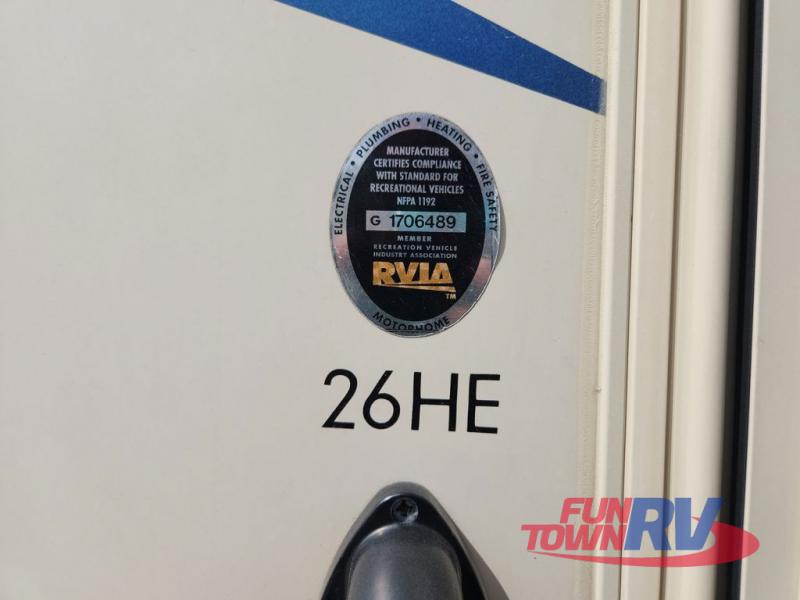 ELECTRICAL • PLUMBING • HEATING • FIRE SAFETY
MANUFACTURER
CERTIFIES COMPLIANCE
WITH STANDARD FOR
RECREATIONAL VEHICLES
NFPA 1192
G 1706489
MEMBER
RECREATION VEHICLE
INDUSTRY ASSOCIATION
RVIA
TM
MOTORHOME
26HE
FUN
TOWN RV